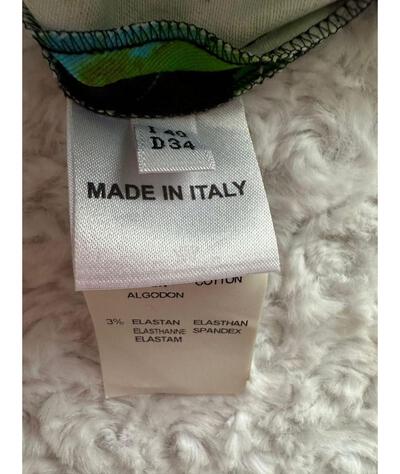 I 40
D 34
MADE IN ITALY
COTTON
ALGODON
3% ELASTAN ELASTHAN
ELASTHANNE SPANDEX
ELASTAM